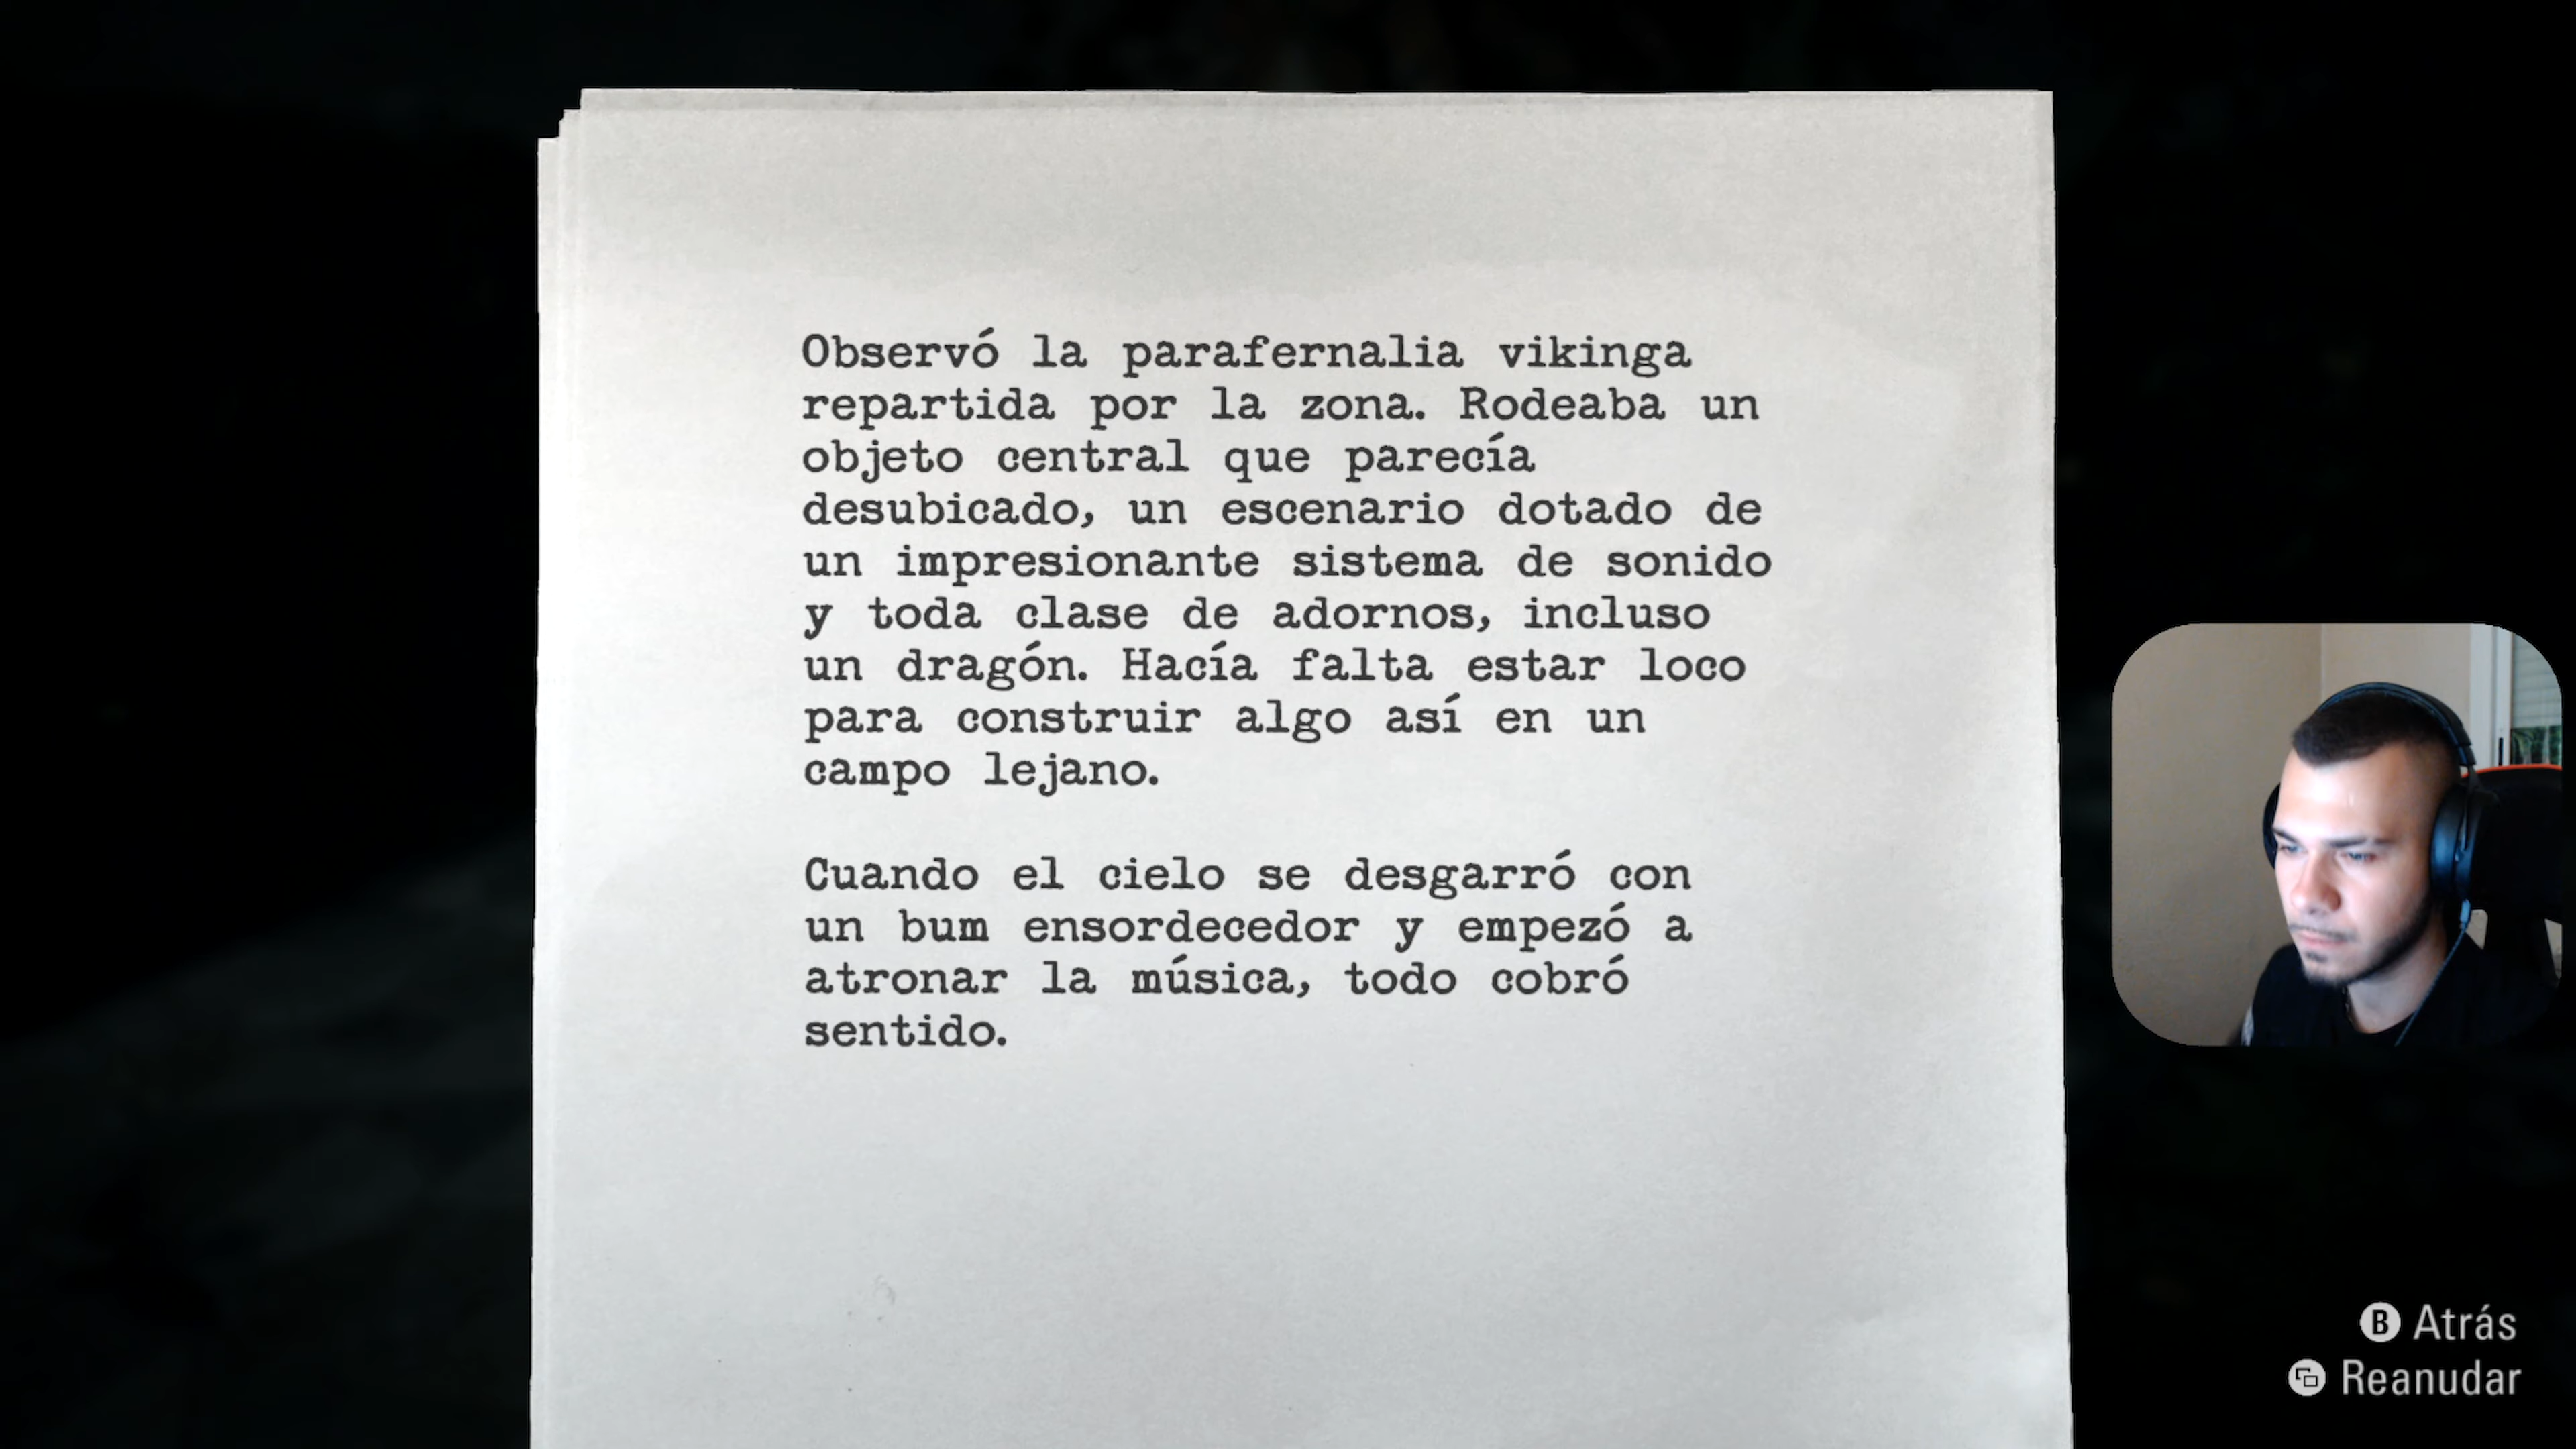 Observó la parafernalia vikinga
repartida por la zona. Rodeaba un
objeto central que parecía
desubicado, un escenario dotado de
un impresionante sistema de sonido
y toda clase de adornos, incluso
un dragón. Hacía falta estar loco
para construir algo así en un
campo lejano.
Cuando el cielo se desgarró con
un bum ensordecedor y empezó a
atronar la música, todo cobró
sentido.
B Atrás
Reanudar